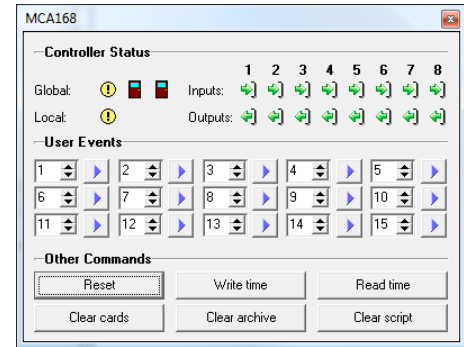 MCA168
Controller Status
1 2 3 4 5 6 7 8
Global: Inputs:
Local: Outputs:
User Events
1 2 3 4 5
6 7 8 9 10
11 12 13 14 15
Other Commands
Reset Write time Read time
Clear cards Clear archive Clear script